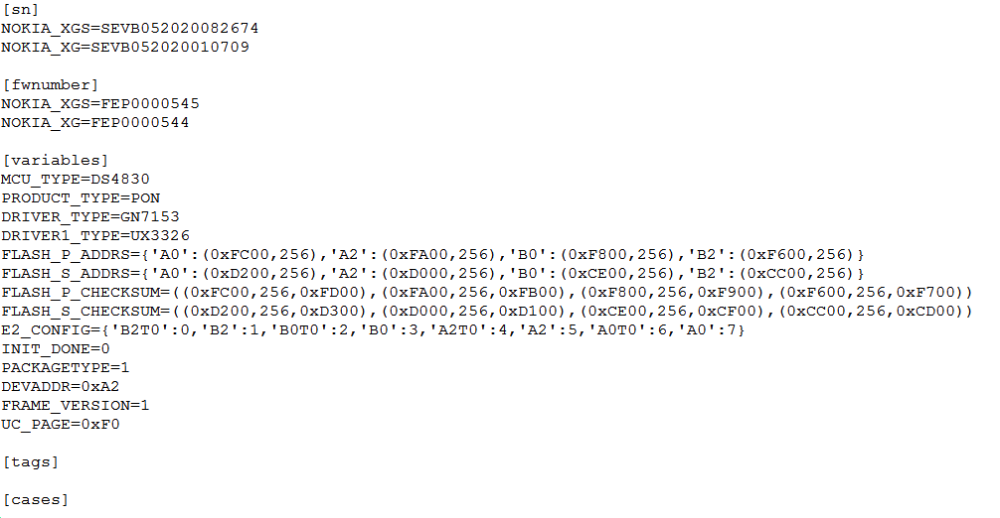 [sn]
NOKIA_XGS=SEVB052020082674
NOKIA_XG=SEVB052020010709
[fwnumber]
NOKIA_XGS=FEP0000545
NOKIA_XG=FEP0000544
[variables]
MCU_TYPE=DS4830
PRODUCT_TYPE=PON
DRIVER_TYPE=GN7153
DRIVER1_TYPE=UX3326
FLASH_P_ADDRS={'A0':(0xFC00,256),'A2':(0xFA00,256),'B0':(0xF800,256),'B2':(0xF600,256)}
FLASH_S_ADDRS={'A0':(0xD200,256),'A2':(0xD000,256),'B0':(0xCE00,256),'B2':(0xCC00,256)}
FLASH_P_CHECKSUM=((0xFC00,256,0xFD00),(0xFA00,256,0xFB00),(0xF800,256,0xF900),(0xF600,256,0xF700))
FLASH_S_CHECKSUM=((0xD200,256,0xD300),(0xD000,256,0xD100),(0xCE00,256,0xCF00),(0xCC00,256,0xCD00))
E2_CONFIG={'B2T0':0,'B2':1,'B0T0':2,'B0':3,'A2T0':4,'A2':5,'A0T0':6,'A0':7}
INIT_DONE=0
PACKAGETYPE=1
DEVADDR=0xA2
FRAME_VERSION=1
UC_PAGE=0xF0
[tags]
[cases]